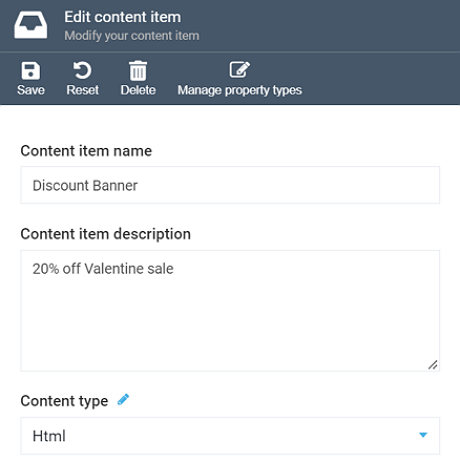 Edit content item
Modify your content item
Save Reset Delete Manage property types
Content item name
Discount Banner
Content item description
20% off Valentine sale
Content type
Html